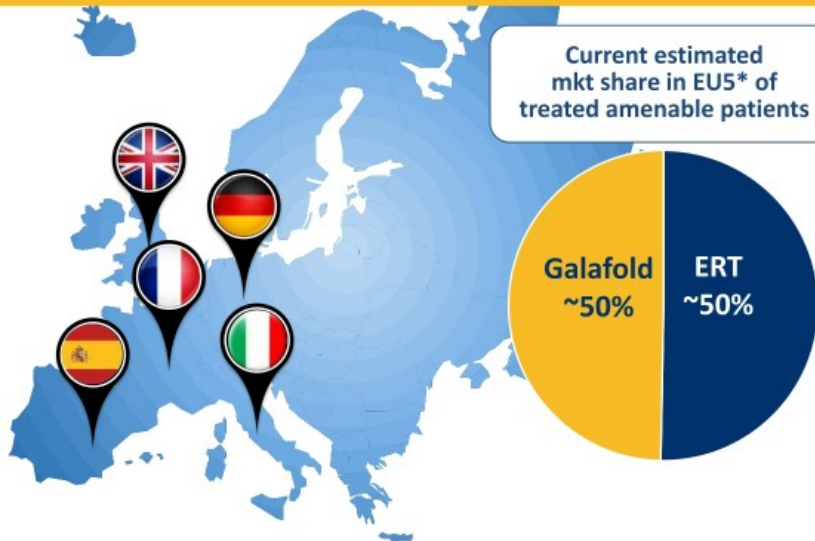 Current estimated
mkt share in EU5* of
treated amenable patients
Galafold
~50%
ERT
~50%